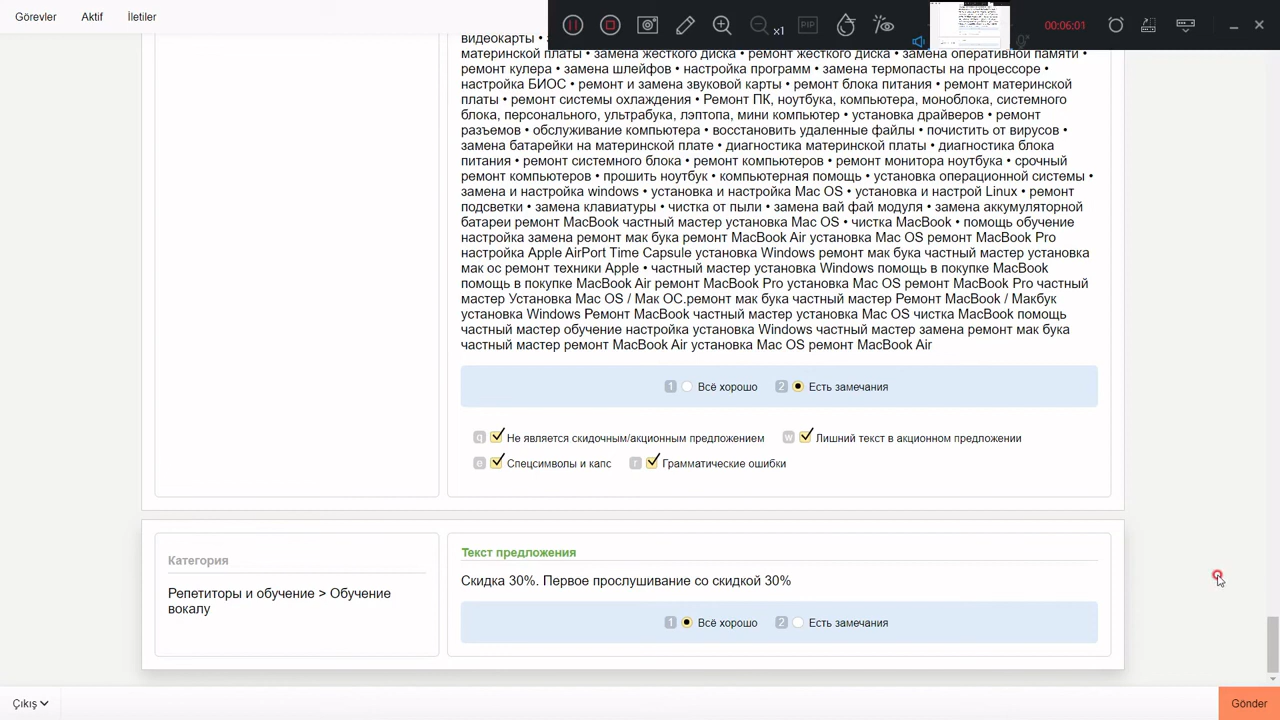 Görevler
Aktif
İletiler
×1
00:06:01
видеокарты
материнской платы • замена жесткого диска • ремонт жесткого диска • замена оперативной памяти •
ремонт кулера • замена шлейфов • настройка программ • замена термопасты на процессоре •
настройка БИОС • ремонт и замена звуковой карты • ремонт блока питания • ремонт материнской
платы • ремонт системы охлаждения • Ремонт ПК, ноутбука, компьютера, моноблока, системного
блока, персонального, ультрабука, лэптопа, мини компьютер • установка драйверов • ремонт
разъемов • обслуживание компьютера • восстановить удаленные файлы • почистить от вирусов •
замена батарейки на материнской плате • диагностика материнской платы • диагностика блока
питания • ремонт системного блока • ремонт компьютеров • ремонт монитора ноутбука • срочный
ремонт компьютеров • прошить ноутбук • компьютерная помощь • установка операционной системы •
замена и настройка windows • установка и настройка Mac OS • установка и настрой Linux • ремонт
подсветки • замена клавиатуры • чистка от пыли • замена вай фай модуля • замена аккумуляторной
батареи ремонт MacBook частный мастер установка Mac OS • чистка MacBook • помощь обучение
настройка замена ремонт мак бука ремонт MacBook Air установка Mac OS ремонт MacBook Pro
настройка Apple AirPort Time Capsule установка Windows ремонт мак бука частный мастер установка
мак ос ремонт техники Apple • частный мастер установка Windows помощь в покупке MacBook
помощь в покупке MacBook Air ремонт MacBook Pro установка Mac OS ремонт MacBook Pro частный
мастер Установка Mac OS / Мак ОС.ремонт мак бука частный мастер Ремонт MacBook / Макбук
установка Windows Ремонт MacBook частный мастер установка Mac OS чистка MacBook помощь
частный мастер обучение настройка установка Windows частный мастер замена ремонт мак бука
частный мастер ремонт MacBook Air установка Mac OS ремонт MacBook Air
1 Всё хорошо 2 Есть замечания
q Не является скидочным/акционным предложением w Лишний текст в акционном предложении
Спецсимволы и капс r Грамматические ошибки
Категория
Репетиторы и обучение > Обучение
вокалу
Текст предложения
Скидка 30%. Первое прослушивание со скидкой 30%
1 Всё хорошо 2 Есть замечания
Çıkış
Gönder